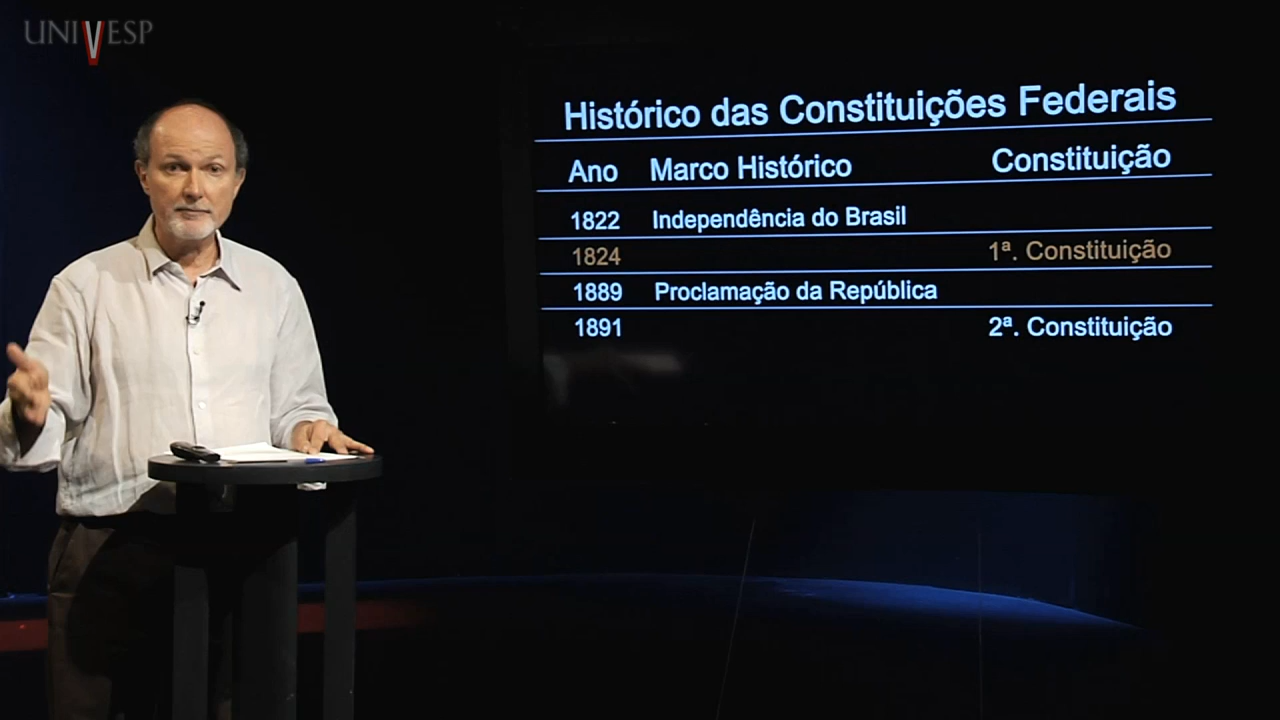 UNIVESP
Histórico das Constituições Federais
Ano Marco Histórico Constituição
1822 Independência do Brasil
1824 1ª. Constituição
1889 Proclamação da República
1891 2ª. Constituição